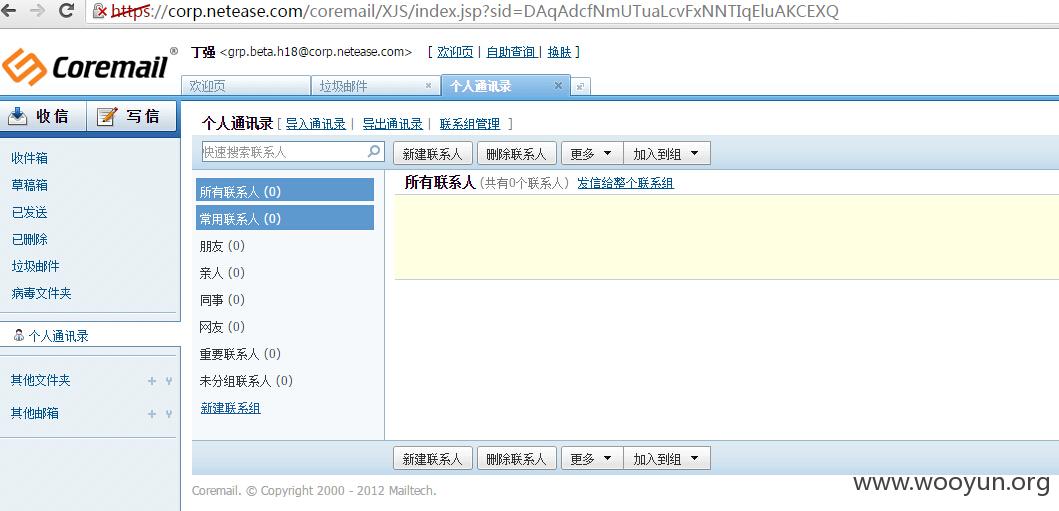 https://corp.netease.com/coremail/XJS/index.jsp?sid=DAqAdcfNmUTuaLcvFxNNTIqEluAKCEXQ
Coremail®
丁强 <grp.beta.h18@corp.netease.com> [ 欢迎页 | 自助查询 | 换肤 ]
欢迎页 垃圾邮件 × 个人通讯录 ×
收信 写信
个人通讯录 [ 导入通讯录 | 导出通讯录 | 联系组管理 ]
快速搜索联系人 新建联系人 删除联系人 更多 加入到组
收件箱
草稿箱
已发送
已删除
垃圾邮件
病毒文件夹
个人通讯录
其他文件夹
其他邮箱
所有联系人 (0)
常用联系人 (0)
朋友 (0)
亲人 (0)
同事 (0)
网友 (0)
重要联系人 (0)
未分组联系人 (0)
新建联系组
所有联系人 (共有0个联系人) 发信给整个联系组
新建联系人 删除联系人 更多 加入到组
Coremail. © Copyright 2000 - 2012 Mailtech.
www.wooyun.org